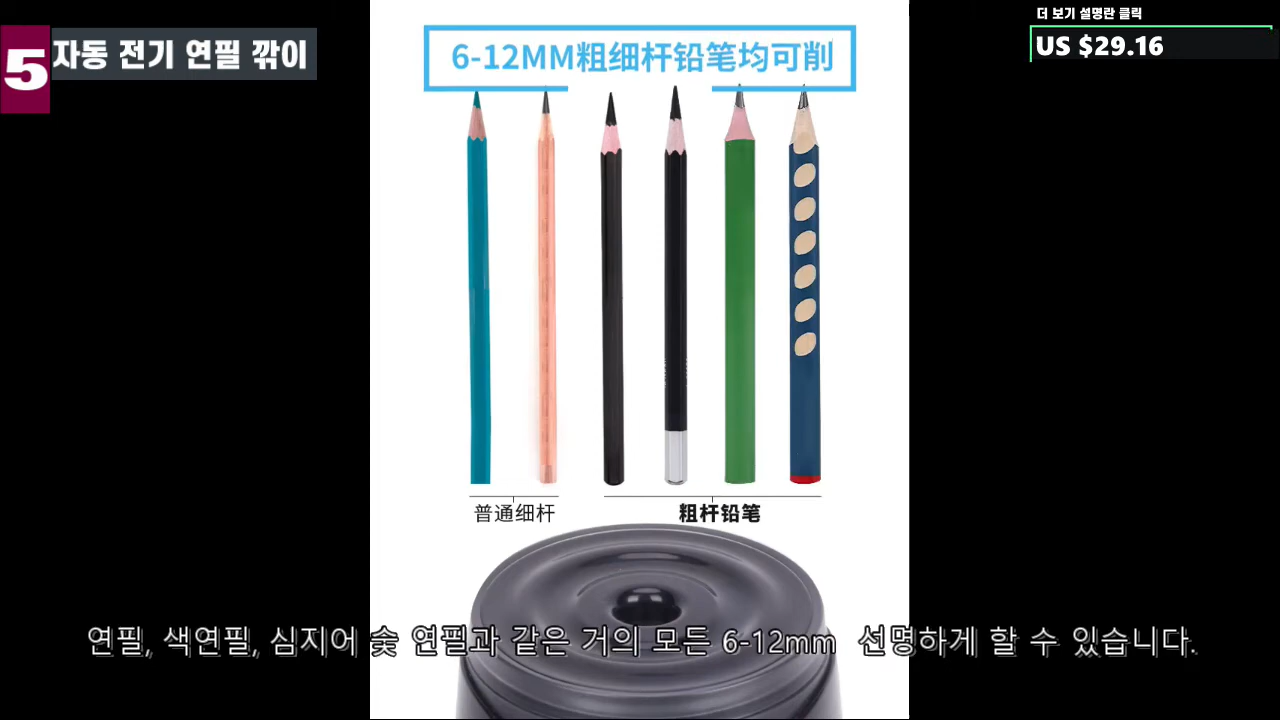 5
자동 전기 연필 깎이
더 보기 설명란 클릭
US $29.16
6-12MM粗细杆铅笔均可削
普通细杆
粗杆铅笔
연필, 색연필, 심지어 숯 연필과 같은 거의 모든 6-12mm 선명하게 할 수 있습니다.